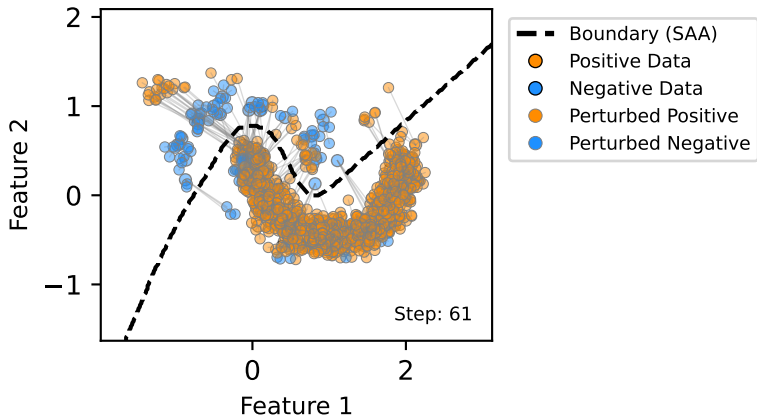 2
1
0
−1
Feature 2
0
2
Feature 1
Step: 61
Boundary (SAA)
Positive Data
Negative Data
Perturbed Positive
Perturbed Negative